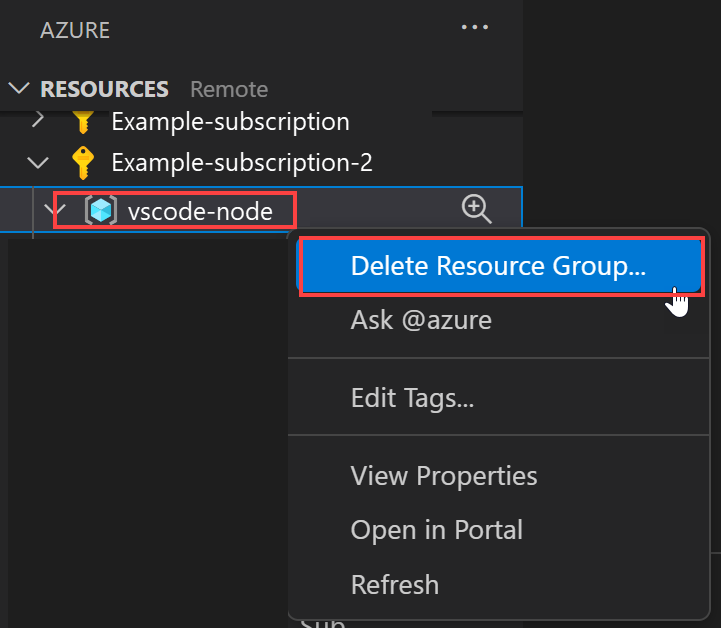 AZURE
RESOURCES Remote
Example-subscription
Example-subscription-2
vscode-node
Delete Resource Group...
Ask @azure
Edit Tags...
View Properties
Open in Portal
Refresh